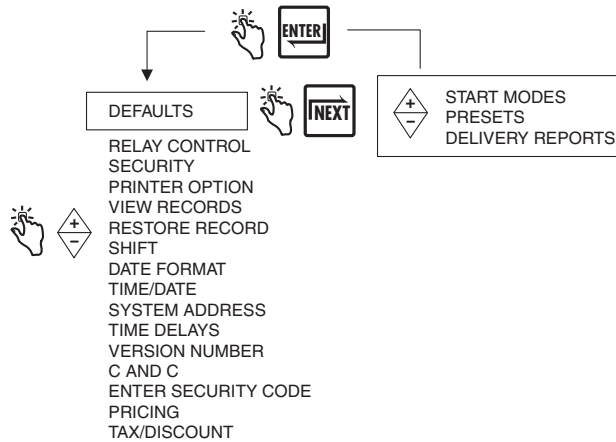 ENTER
DEFAULTS
NEXT
+
−
START MODES
PRESETS
DELIVERY REPORTS
RELAY CONTROL
SECURITY
PRINTER OPTION
VIEW RECORDS
+
−
RESTORE RECORD
SHIFT
DATE FORMAT
TIME/DATE
SYSTEM ADDRESS
TIME DELAYS
VERSION NUMBER
C AND C
ENTER SECURITY CODE
PRICING
TAX/DISCOUNT